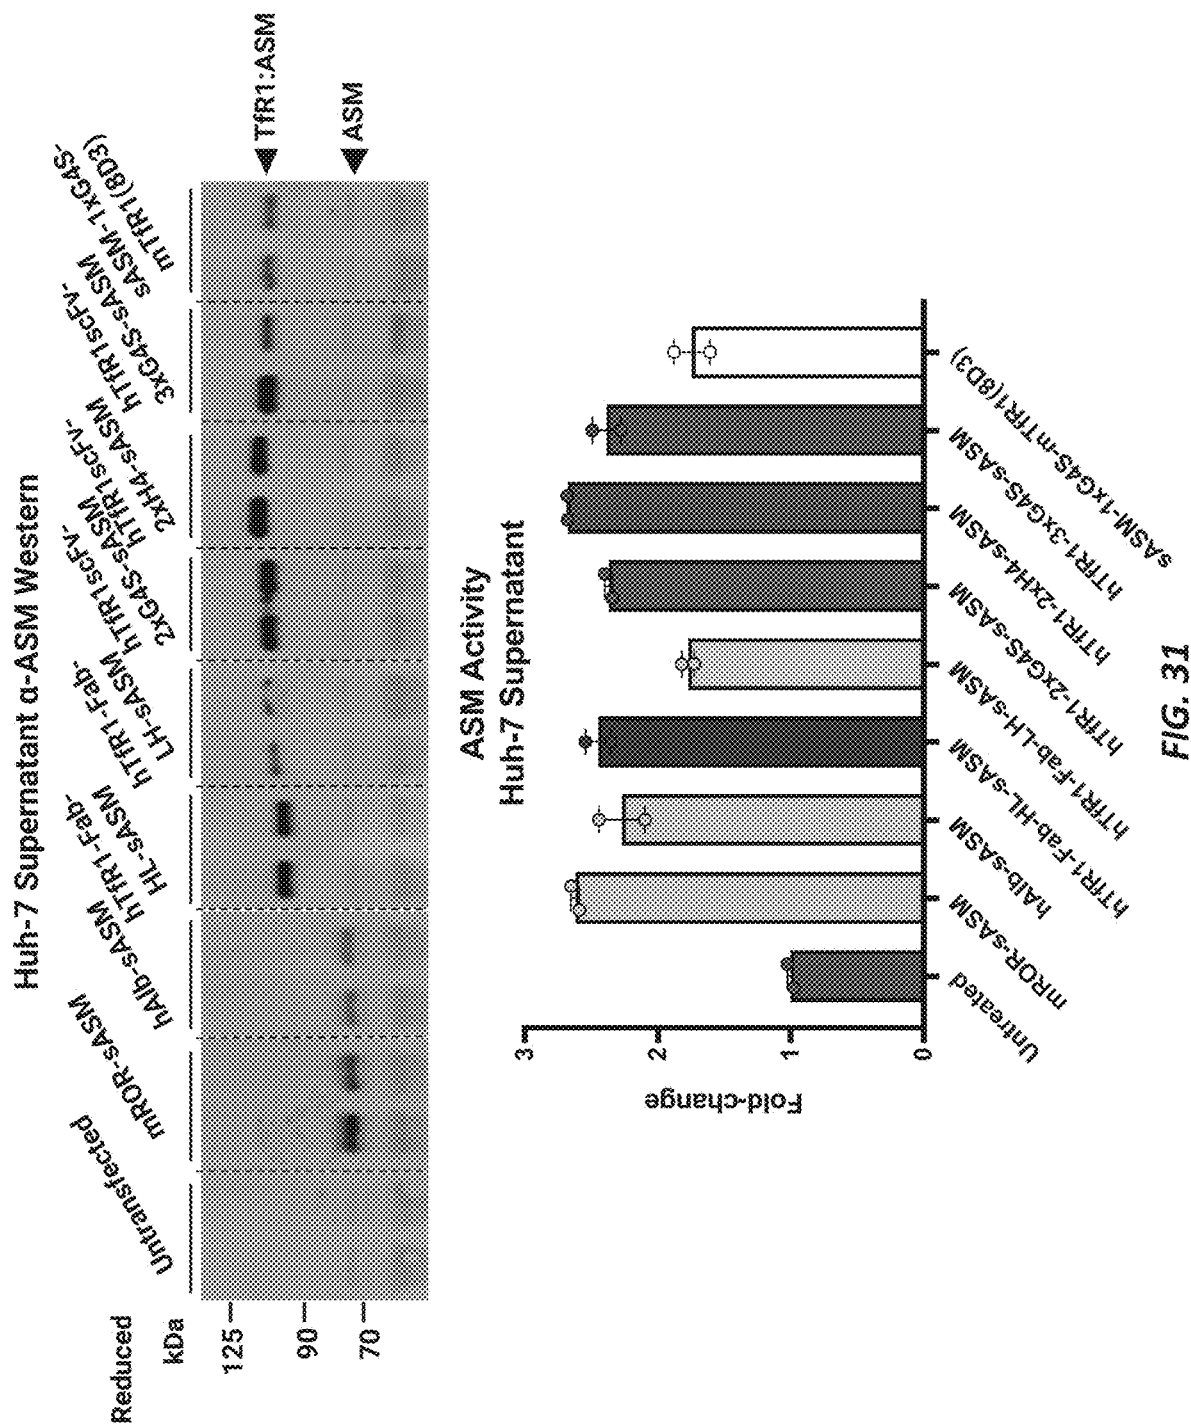 Huh-7 Supernatant α-ASM Western
Reduced
kDa
Untransfected
mROR-sASM
hAlb-sASM
hTfR1-Fab-
HL-sASM
hTfR1-Fab-
LH-sASM
hTfR1scFv-
2xG4S-sASM
hTfR1scFv-
2xH4-sASM
hTfR1scFv-
3xG4S-sASM
sASM-1xG4S-
mTfR1(8D3)
125
90
70
TfR1:ASM
ASM
ASM Activity
Huh-7 Supernatant
Fold-change
3
2
1
0
Untreated
mROR-sASM
hAlb-sASM
hTfR1-Fab-HL-sASM
hTfR1-Fab-LH-sASM
hTfR1-2xG4S-sASM
hTfR1-2xH4-sASM
hTfR1-3xG4S-sASM
sASM-1xG4S-mTfR1(8D3)
FIG. 31